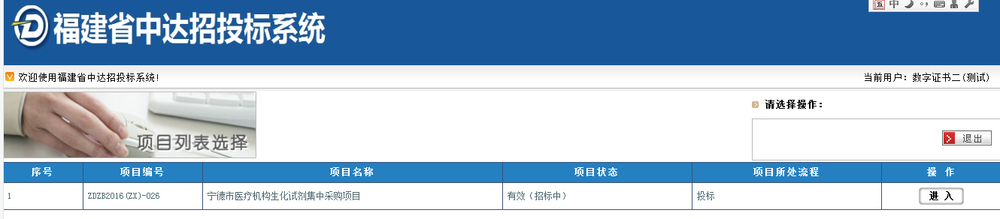 五 中
福建省中达招投标系统
欢迎使用福建省中达招投标系统!
当前用户：数字证书二(测试)
项目列表选择
请选择操作：
退出
序号 项目编号 项目名称 项目状态 项目所处流程 操 作
1 ZDZB2016(ZX)-026 宁德市医疗机构生化试剂集中采购项目 有效（招标中） 投标 进 入